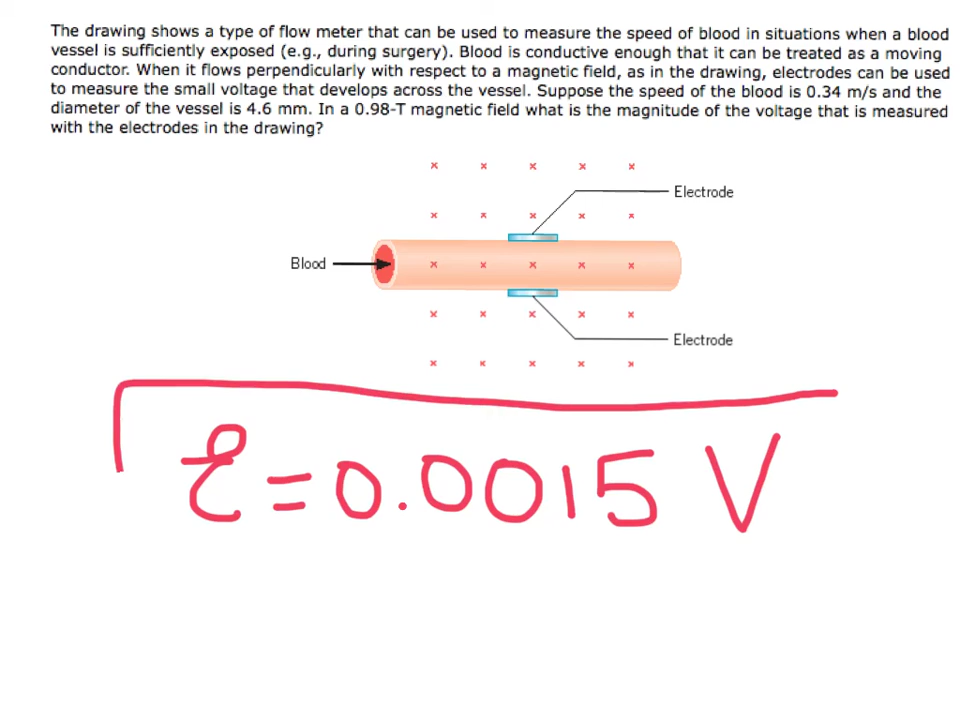 The drawing shows a type of flow meter that can be used to measure the speed of blood in situations when a blood
vessel is sufficiently exposed (e.g., during surgery). Blood is conductive enough that it can be treated as a moving
conductor. When it flows perpendicularly with respect to a magnetic field, as in the drawing, electrodes can be used
to measure the small voltage that develops across the vessel. Suppose the speed of the blood is 0.34 m/s and the
diameter of the vessel is 4.6 mm. In a 0.98-T magnetic field what is the magnitude of the voltage that is measured
with the electrodes in the drawing?
x x x x x
Electrode
x x x x x
Blood
x x x x x
x x x x x
Electrode
x x x x x
ℰ=0.0015 V